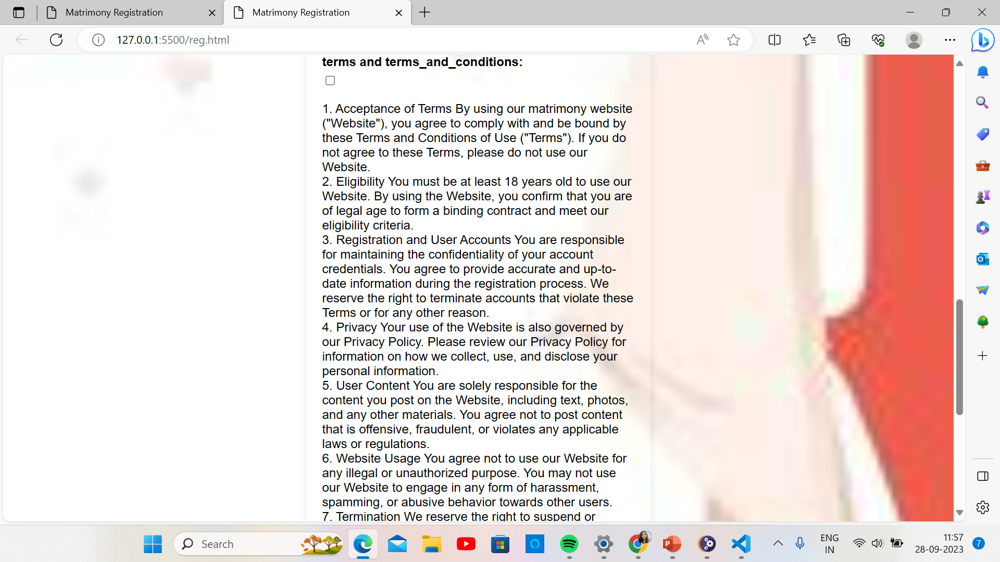 Matrimony Registration
Matrimony Registration
127.0.0.1:5500/reg.html
terms and terms_and_conditions:
1. Acceptance of Terms By using our matrimony website
("Website"), you agree to comply with and be bound by
these Terms and Conditions of Use ("Terms"). If you do
not agree to these Terms, please do not use our
Website.
2. Eligibility You must be at least 18 years old to use our
Website. By using the Website, you confirm that you are
of legal age to form a binding contract and meet our
eligibility criteria.
3. Registration and User Accounts You are responsible
for maintaining the confidentiality of your account
credentials. You agree to provide accurate and up-to-
date information during the registration process. We
reserve the right to terminate accounts that violate these
Terms or for any other reason.
4. Privacy Your use of the Website is also governed by
our Privacy Policy. Please review our Privacy Policy for
information on how we collect, use, and disclose your
personal information.
5. User Content You are solely responsible for the
content you post on the Website, including text, photos,
and any other materials. You agree not to post content
that is offensive, fraudulent, or violates any applicable
laws or regulations.
6. Website Usage You agree not to use our Website for
any illegal or unauthorized purpose. You may not use
our Website to engage in any form of harassment,
spamming, or abusive behavior towards other users.
7. Termination We reserve the right to suspend or
Search
ENG
IN
11:57
28-09-2023
7